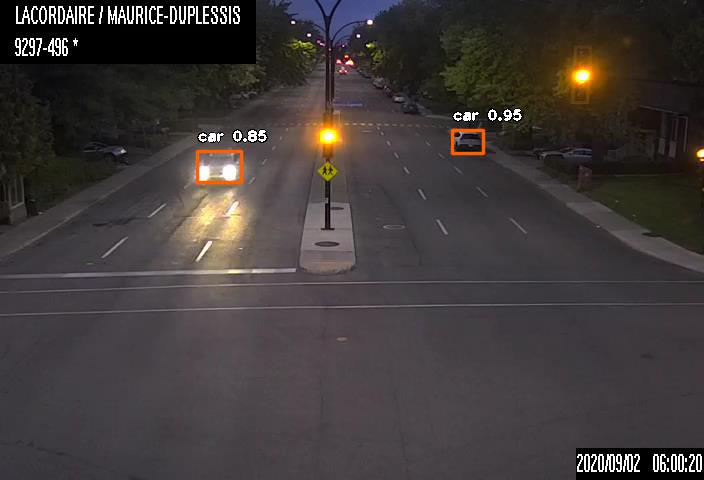 LACORDAIRE / MAURICE-DUPLESSIS
9297-496 *
car 0.95
car 0.85
2020/09/02 06:00:20